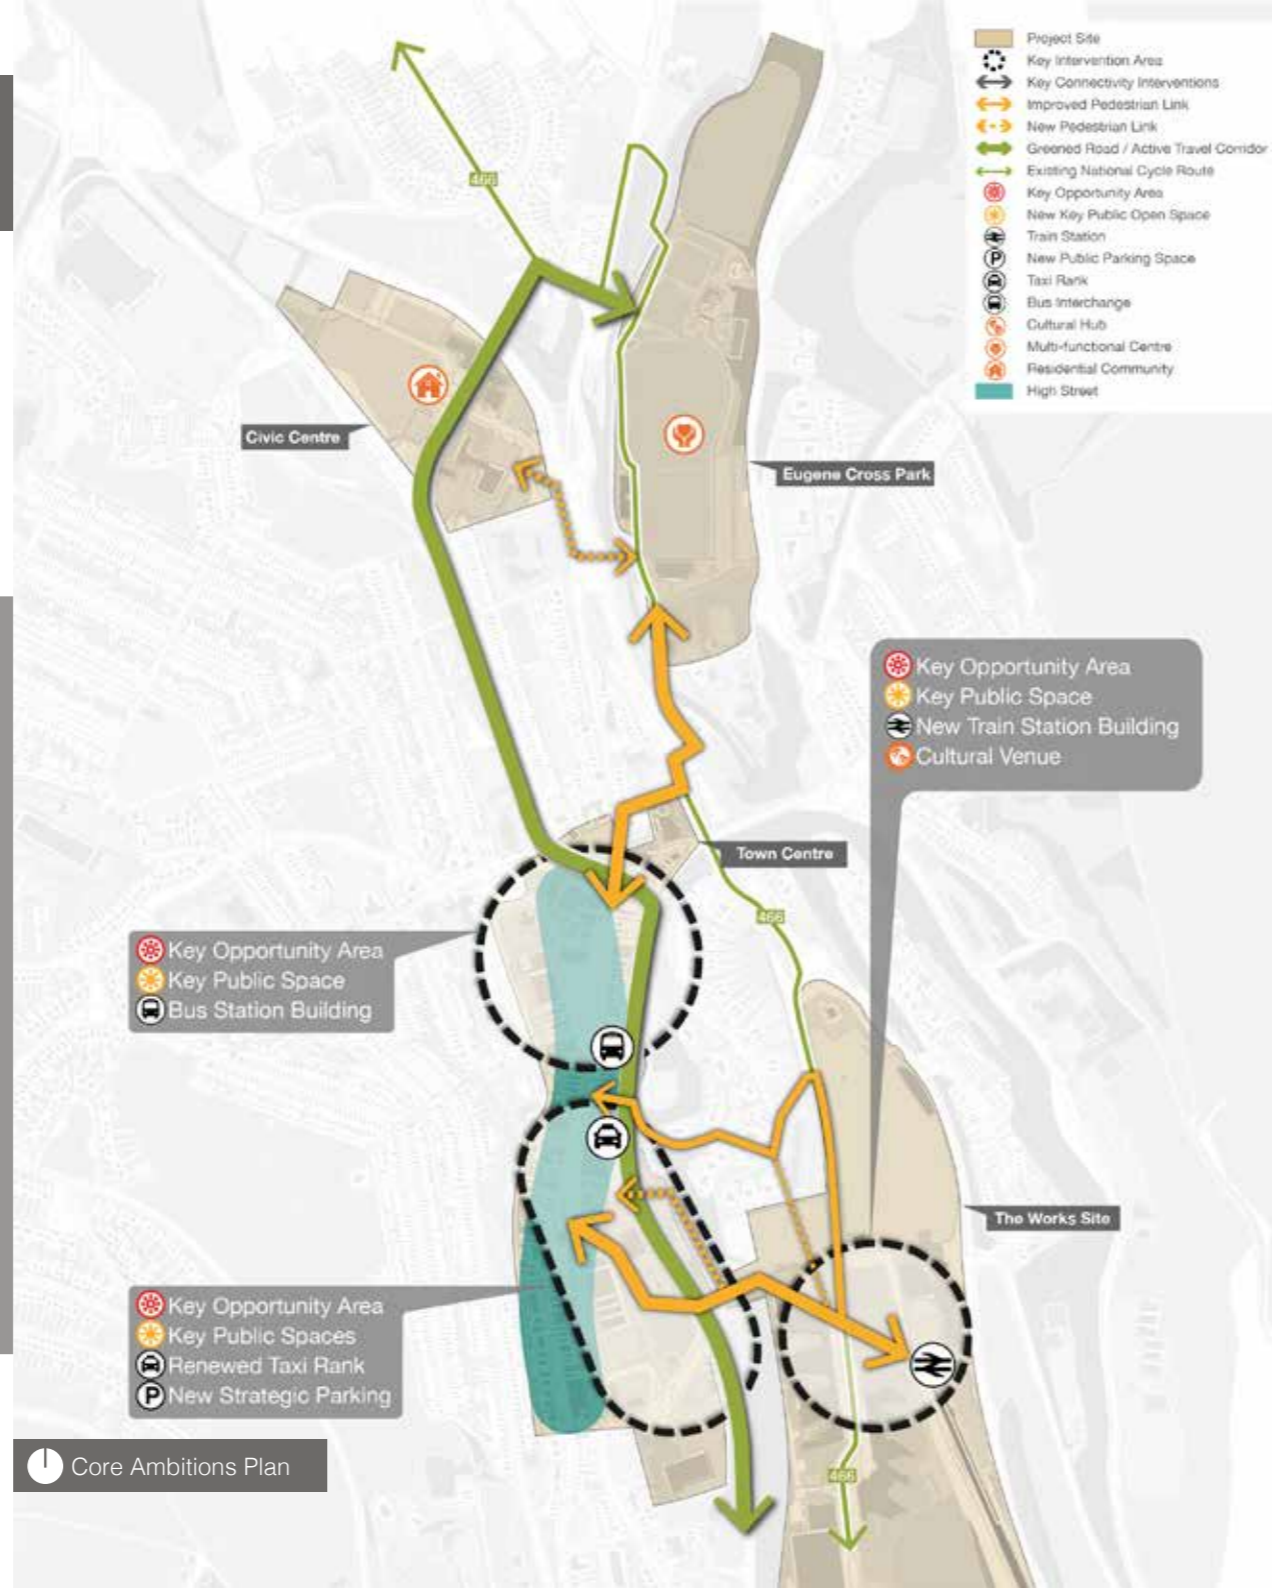 Project Site
Key Intervention Area
Key Connectivity Interventions
Improved Pedestrian Link
New Pedestrian Link
Greened Road / Active Travel Corridor
Existing National Cycle Route
Key Opportunity Area
New Key Public Open Space
Train Station
P New Public Parking Space
Taxi Rank
Bus Interchange
Cultural Hub
Multi-functional Centre
Residential Community
High Street
466
Civic Centre
Eugene Cross Park
Key Opportunity Area
Key Public Space
New Train Station Building
Cultural Venue
Town Centre
466
Key Opportunity Area
Key Public Space
Bus Station Building
The Works Site
Key Opportunity Area
Key Public Spaces
Renewed Taxi Rank
P New Strategic Parking
Core Ambitions Plan
466